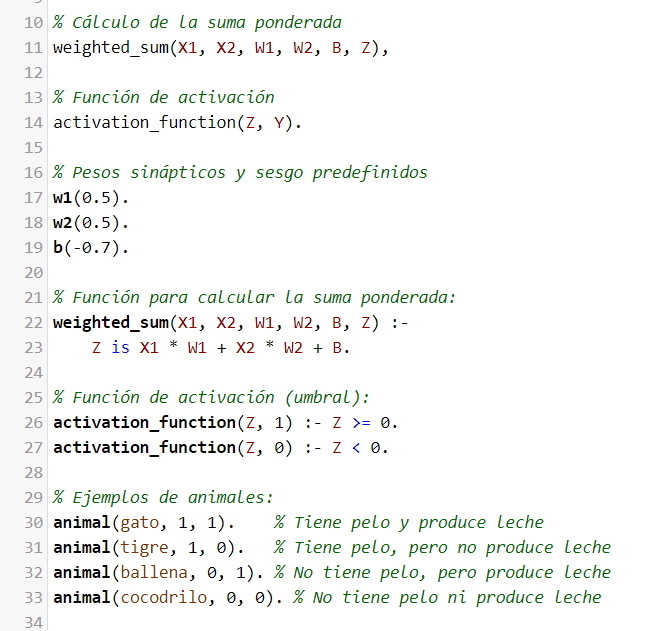 10 % Cálculo de la suma ponderada
11 weighted_sum(X1, X2, W1, W2, B, Z),
12
13 % Función de activación
14 activation_function(Z, Y).
15
16 % Pesos sinápticos y sesgo predefinidos
17 w1(0.5).
18 w2(0.5).
19 b(-0.7).
20
21 % Función para calcular la suma ponderada:
22 weighted_sum(X1, X2, W1, W2, B, Z) :-
23     Z is X1 * W1 + X2 * W2 + B.
24
25 % Función de activación (umbral):
26 activation_function(Z, 1) :- Z >= 0.
27 activation_function(Z, 0) :- Z < 0.
28
29 % Ejemplos de animales:
30 animal(gato, 1, 1).    % Tiene pelo y produce leche
31 animal(tigre, 1, 0).   % Tiene pelo, pero no produce leche
32 animal(ballena, 0, 1). % No tiene pelo, pero produce leche
33 animal(cocodrilo, 0, 0). % No tiene pelo ni produce leche
34